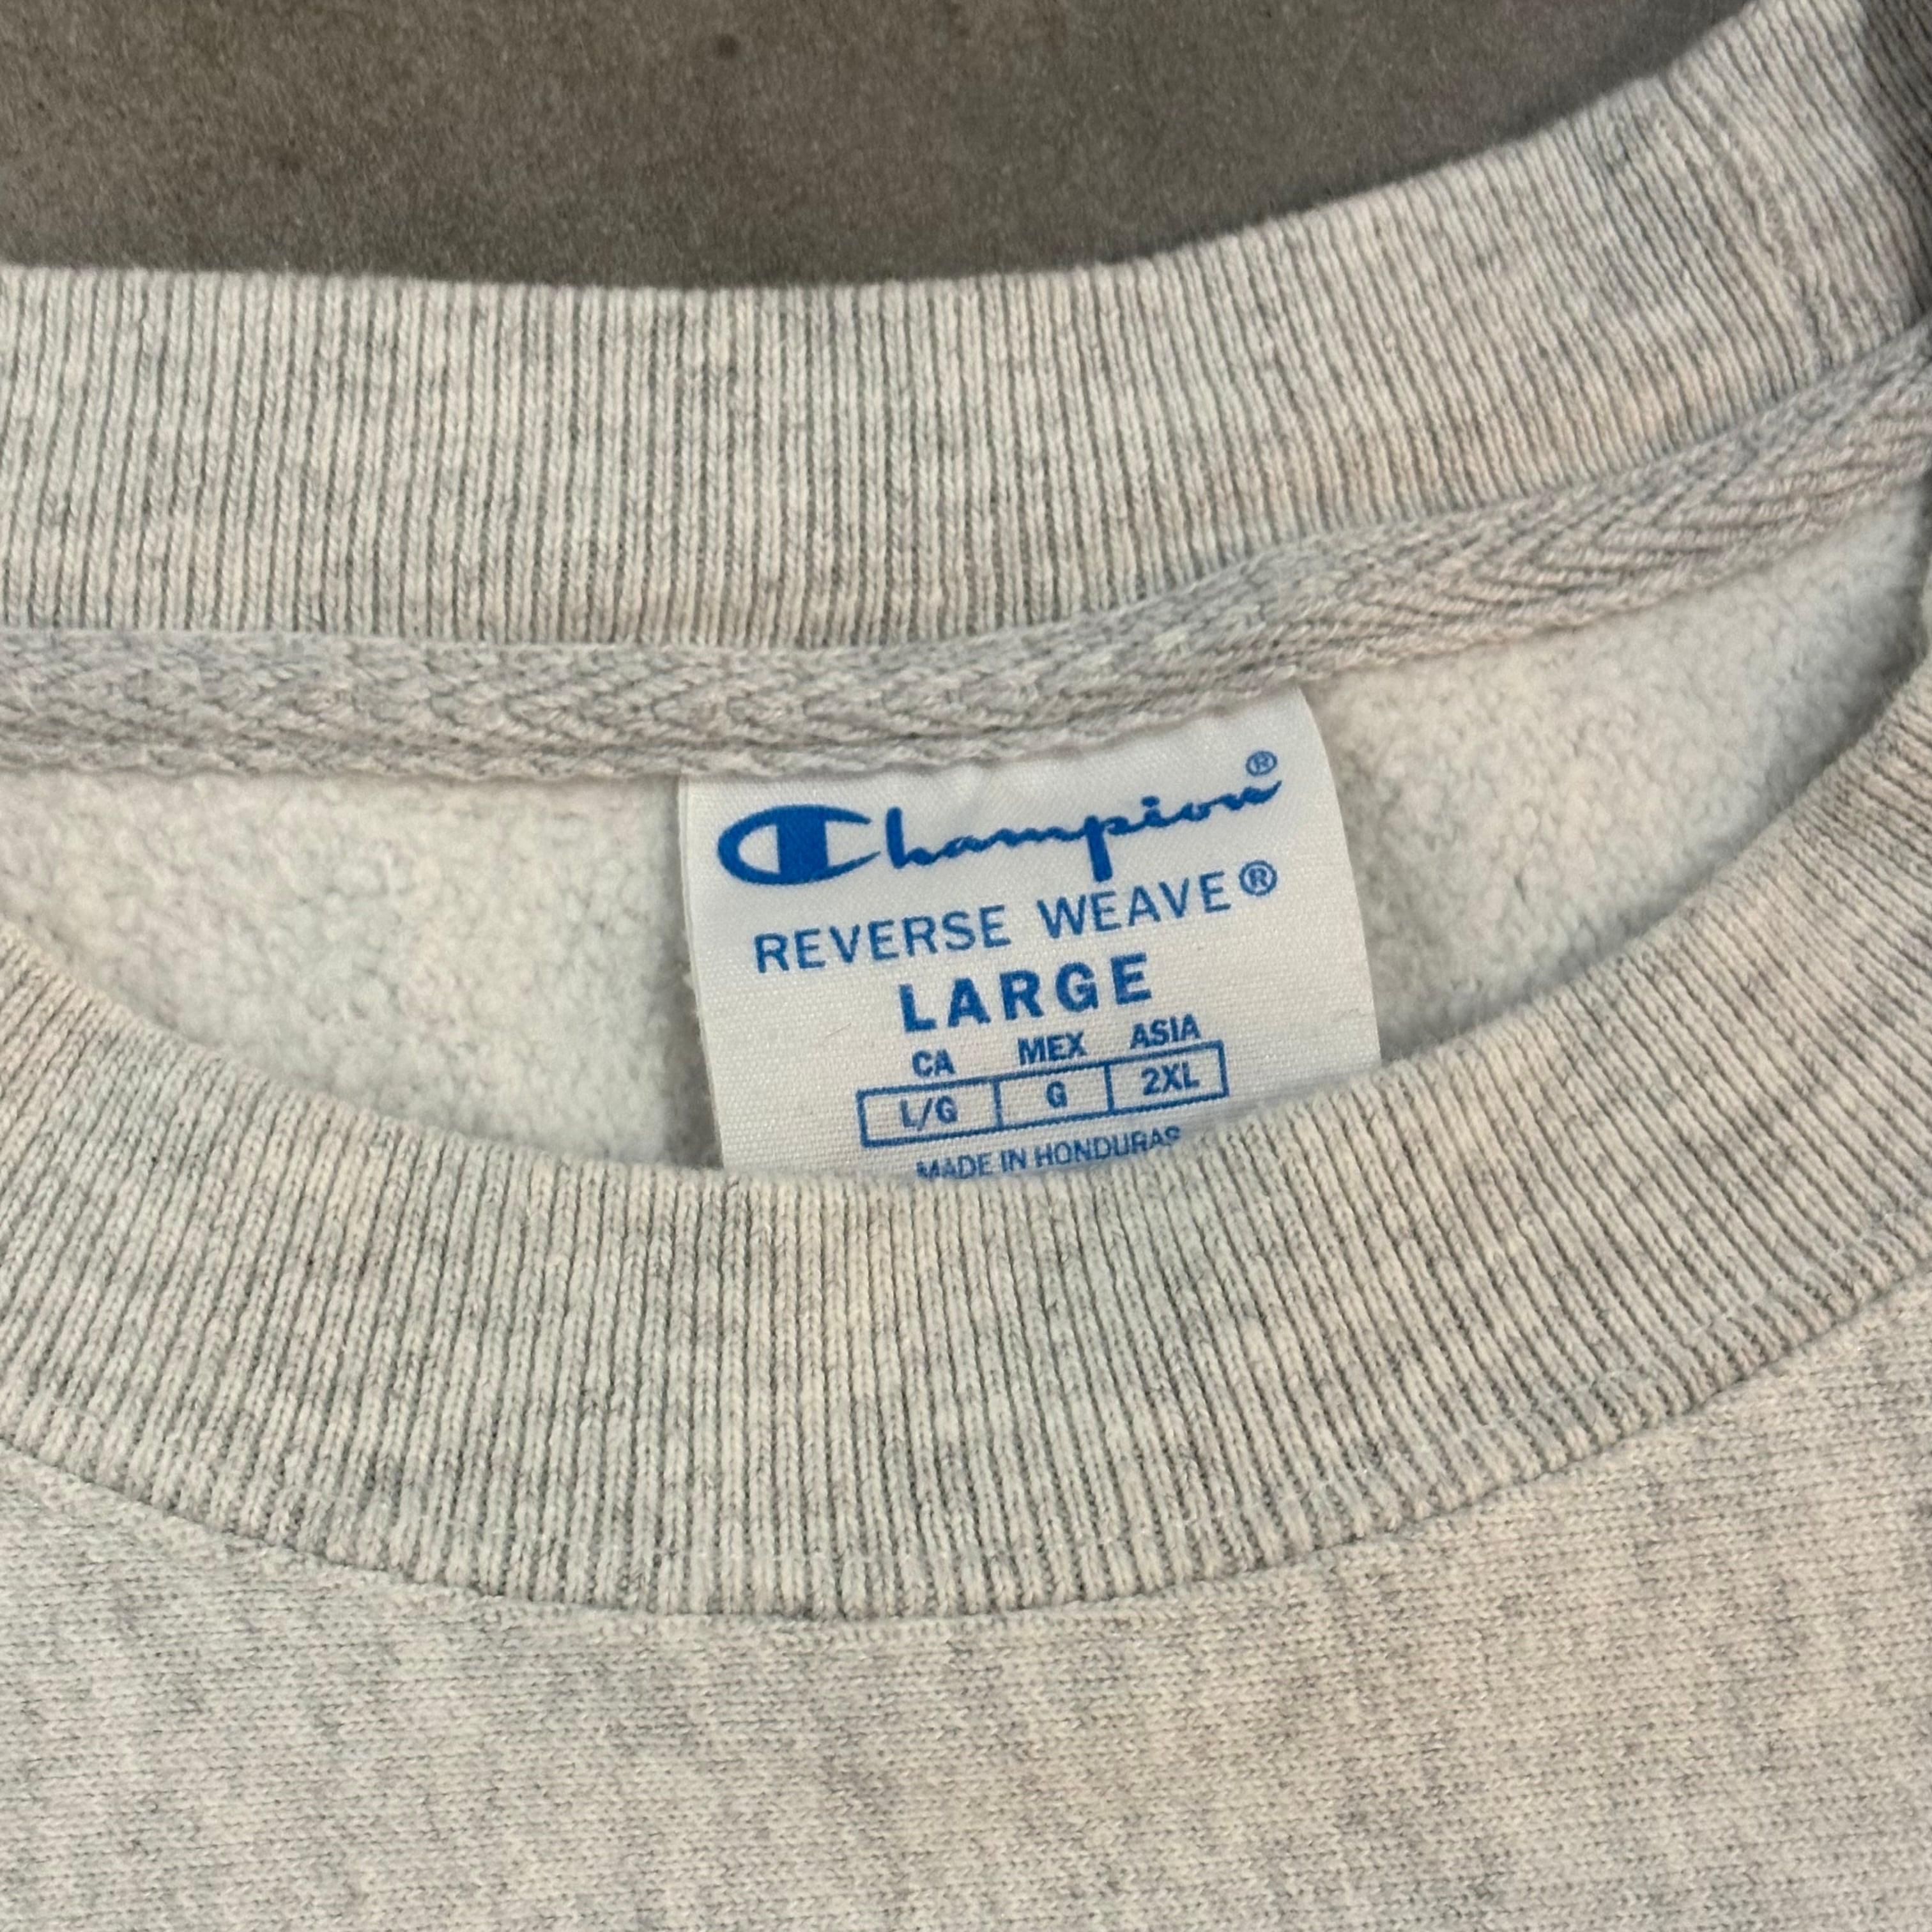 Champion®
REVERSE WEAVE®
LARGE
CA MEX ASIA
L/G G 2XL
MADE IN HONDURAS